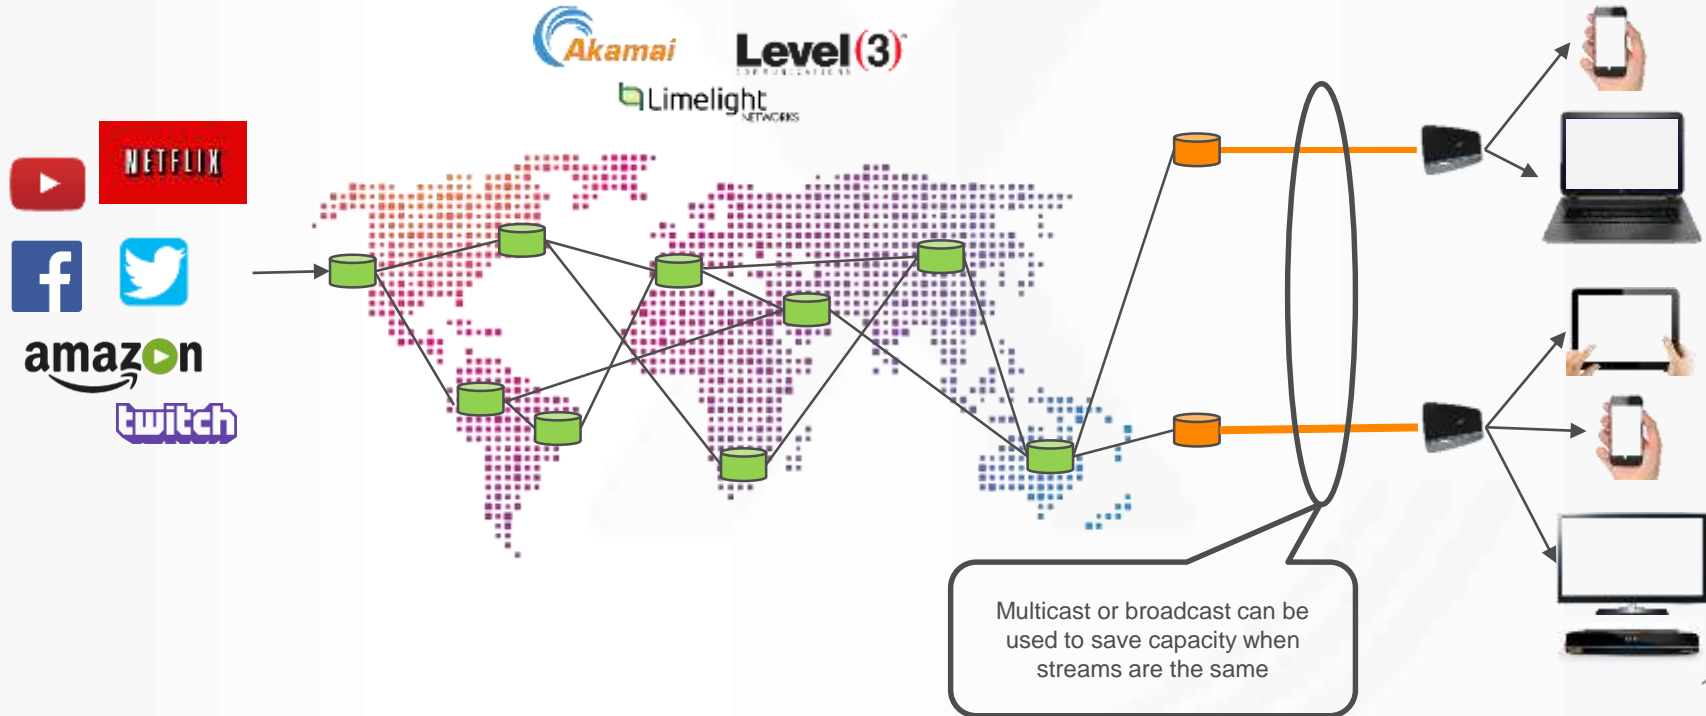 Akamai
Level(3)
COMMUNICATIONS
Limelight
NETWORKS
NETFLIX
f
amazon
twitch
Multicast or broadcast can be
used to save capacity when
streams are the same